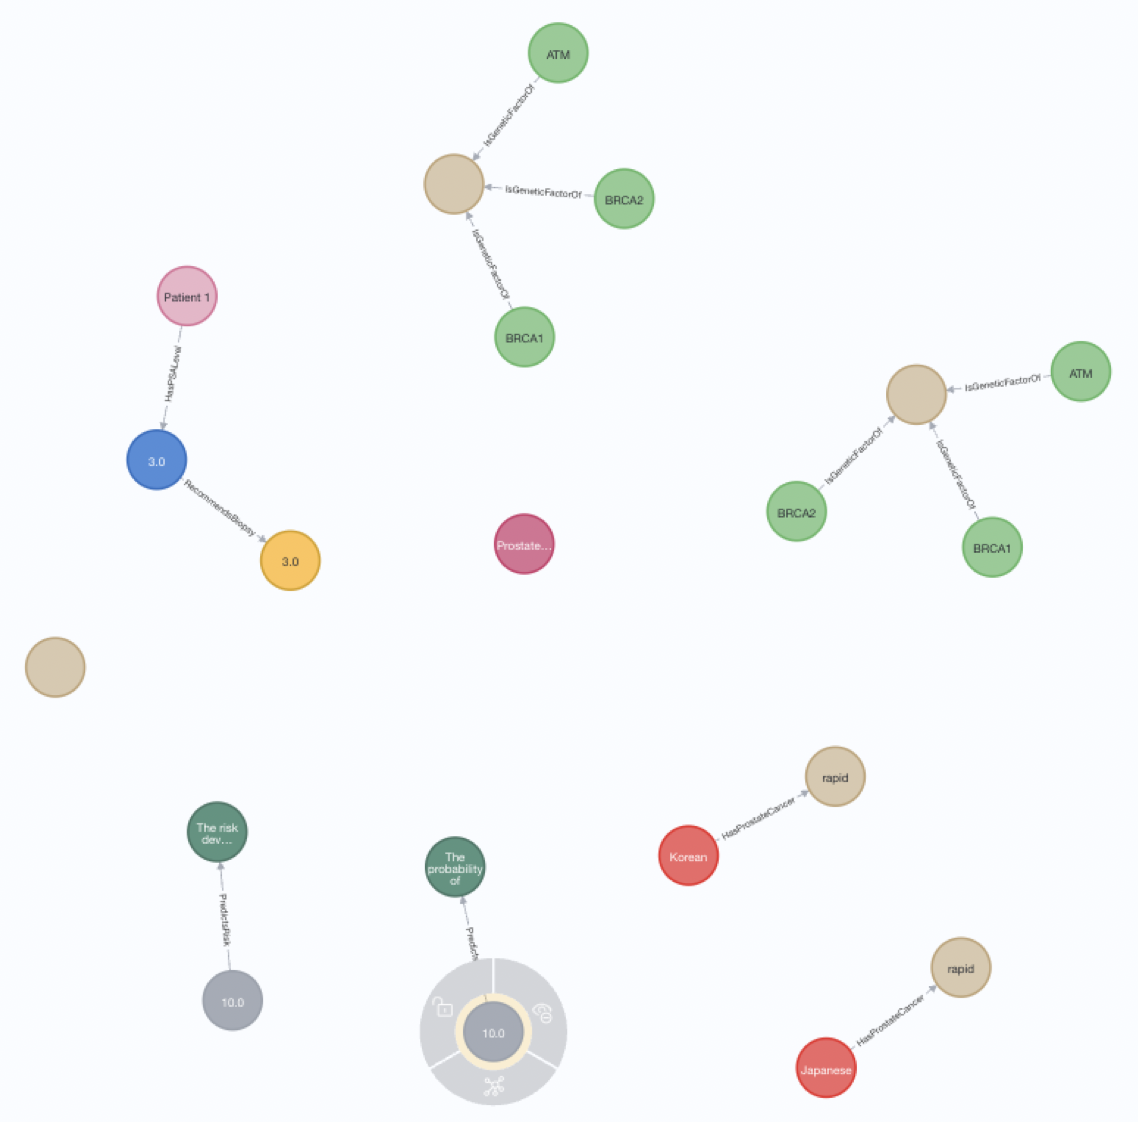 ATM
IsGeneticFactorOf
IsGeneticFactorOf
BRCA2
IsGeneticFactorOf
BRCA1
Patient 1
HasPSALevel
3.0
RecommendsBiopsy
3.0
ATM
IsGeneticFactorOf
IsGeneticFactorOf
IsGeneticFactorOf
BRCA2
BRCA1
Prostate...
rapid
HasProstateCancer
Korean
The risk
dev...
PredictsRisk
10.0
The
probability
of
Predicts
10.0
rapid
HasProstateCancer
Japanese